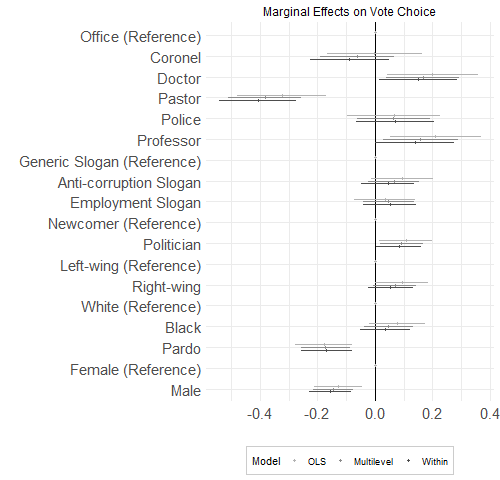 Marginal Effects on Vote Choice
Office (Reference)
Coronel
Doctor
Pastor
Police
Professor
Generic Slogan (Reference)
Anti-corruption Slogan
Employment Slogan
Newcomer (Reference)
Politician
Left-wing (Reference)
Right-wing
White (Reference)
Black
Pardo
Female (Reference)
Male
-0.4 -0.2 0.0 0.2 0.4
Model OLS Multilevel Within